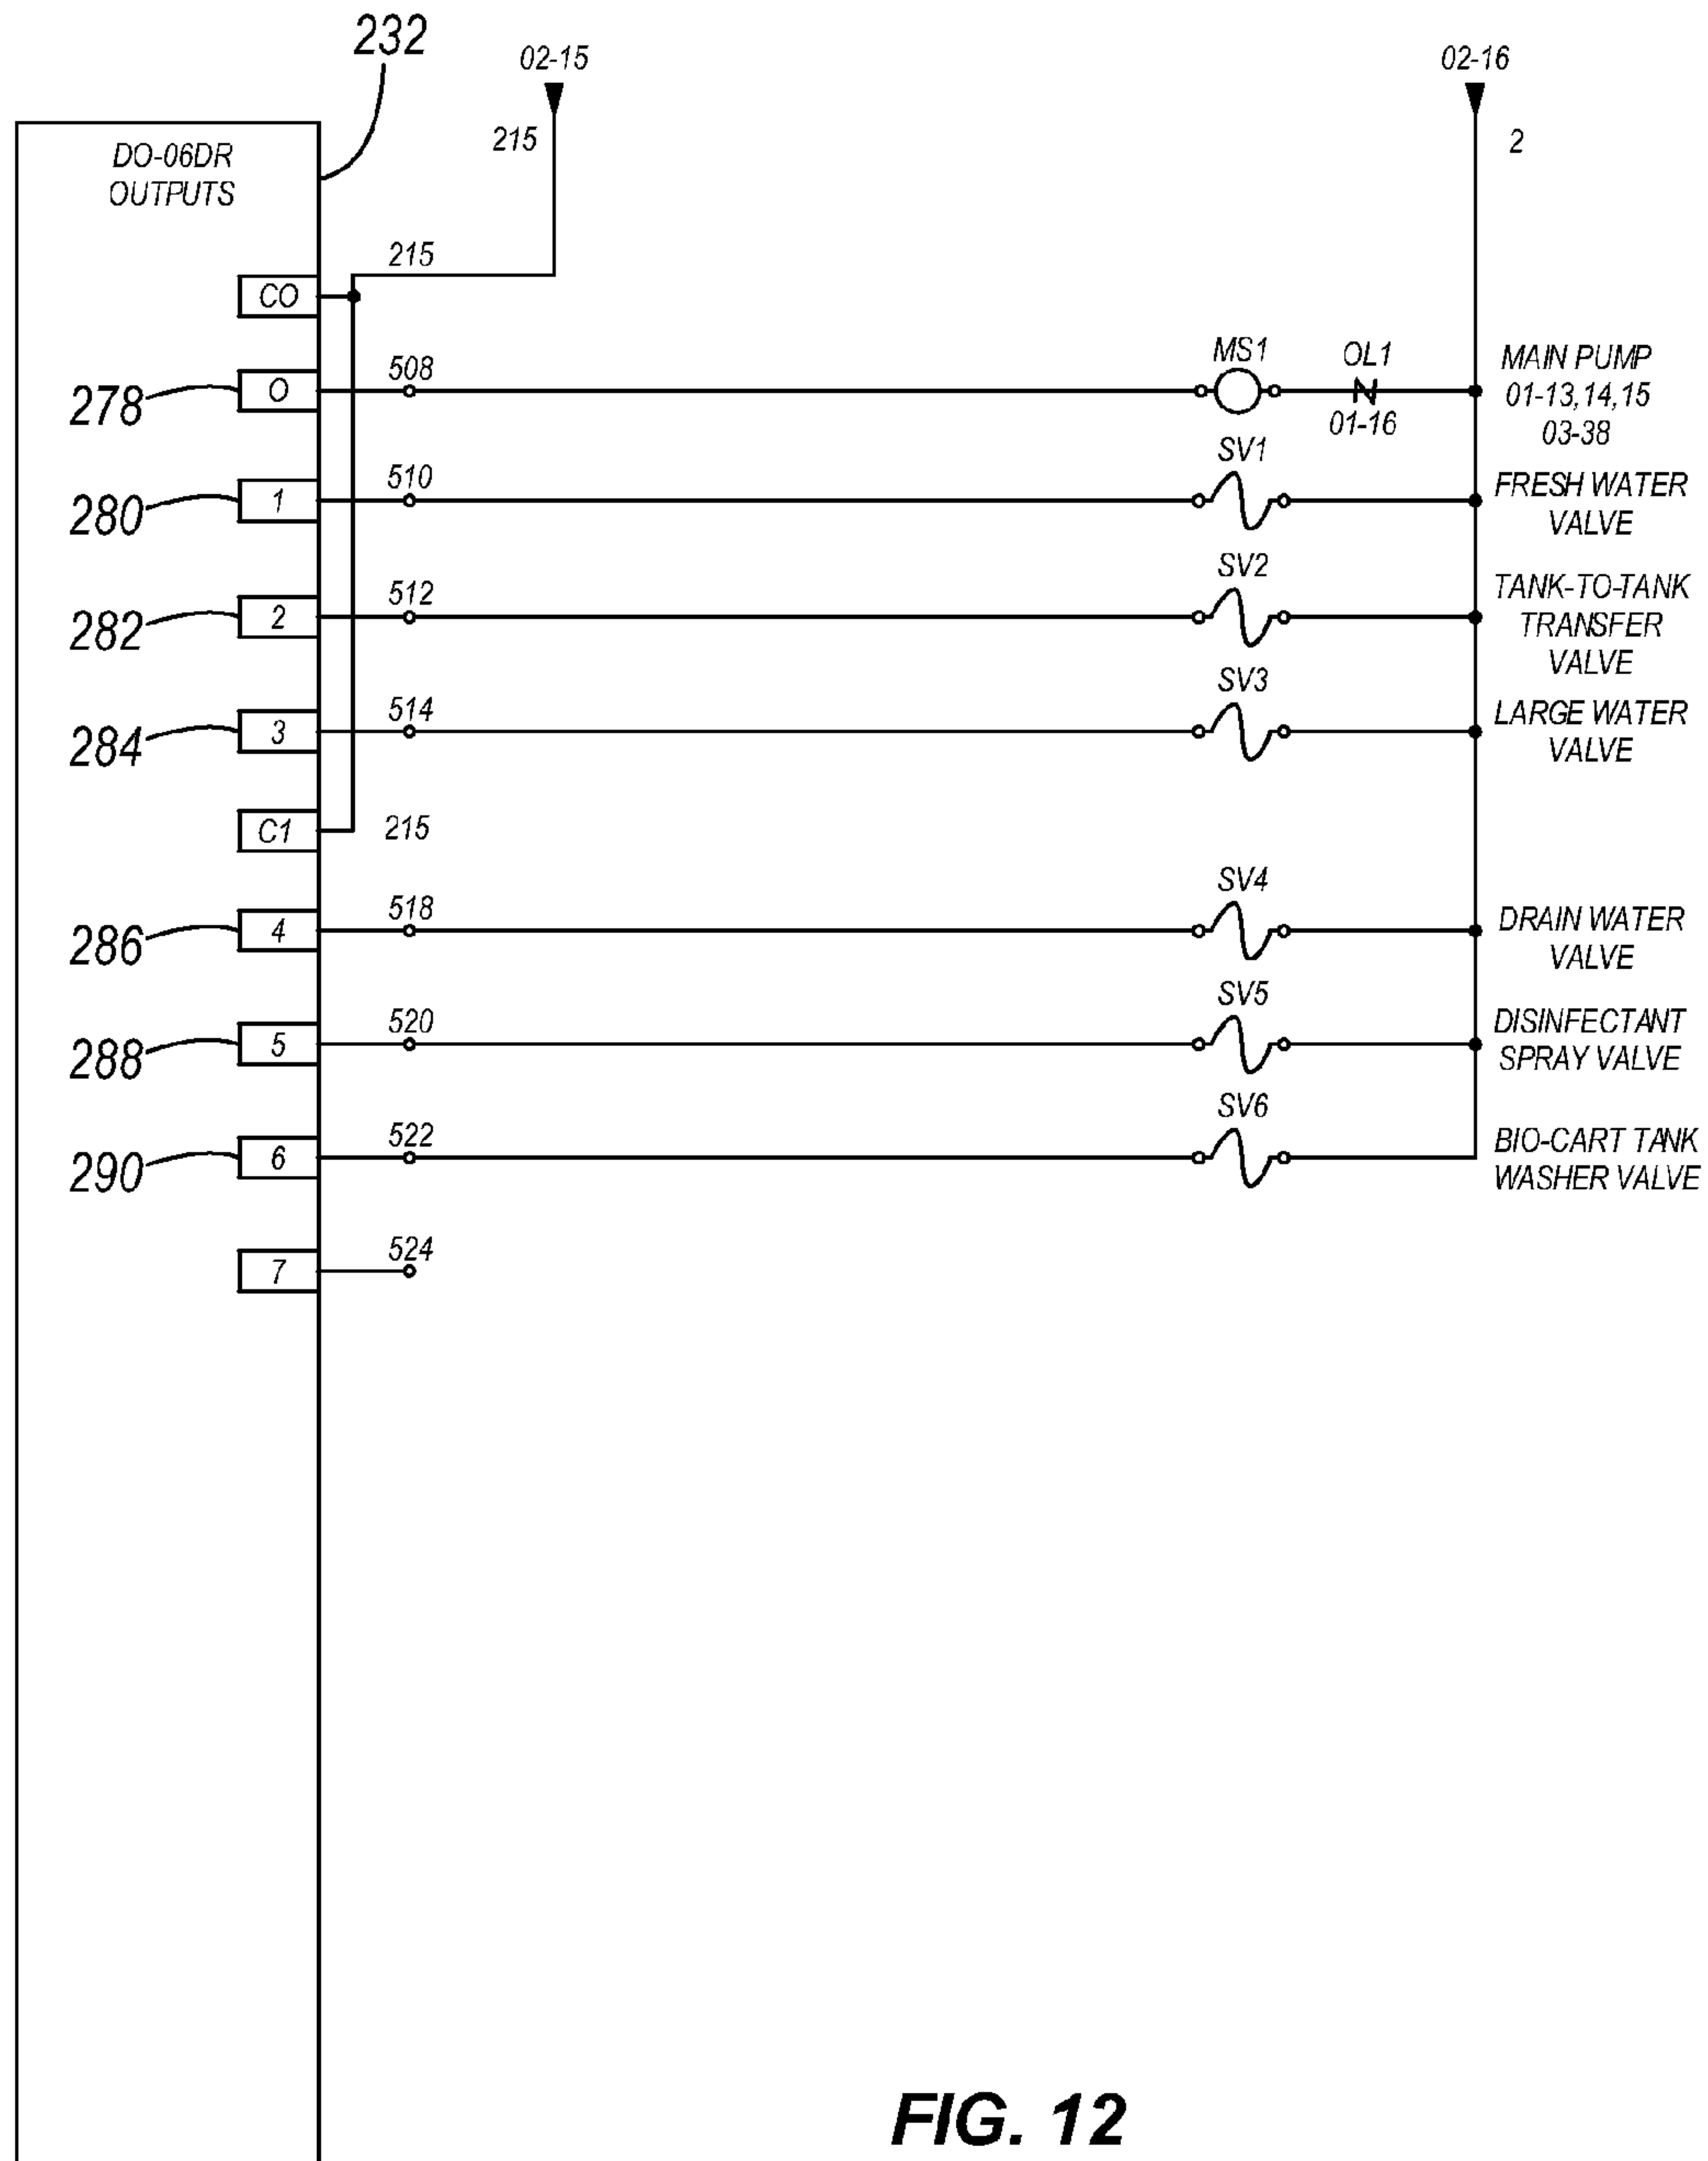 232
02-15
02-16
215
2
DO-06DR
OUTPUTS
215
CO
278
O
508
MS1
OL1
01-16
MAIN PUMP
01-13,14,15
03-38
280
1
510
SV1
FRESH WATER
VALVE
282
2
512
SV2
TANK-TO-TANK
TRANSFER
VALVE
284
3
514
SV3
LARGE WATER
VALVE
C1
215
286
4
518
SV4
DRAIN WATER
VALVE
288
5
520
SV5
DISINFECTANT
SPRAY VALVE
290
6
522
SV6
BIO-CART TANK
WASHER VALVE
7
524
FIG. 12